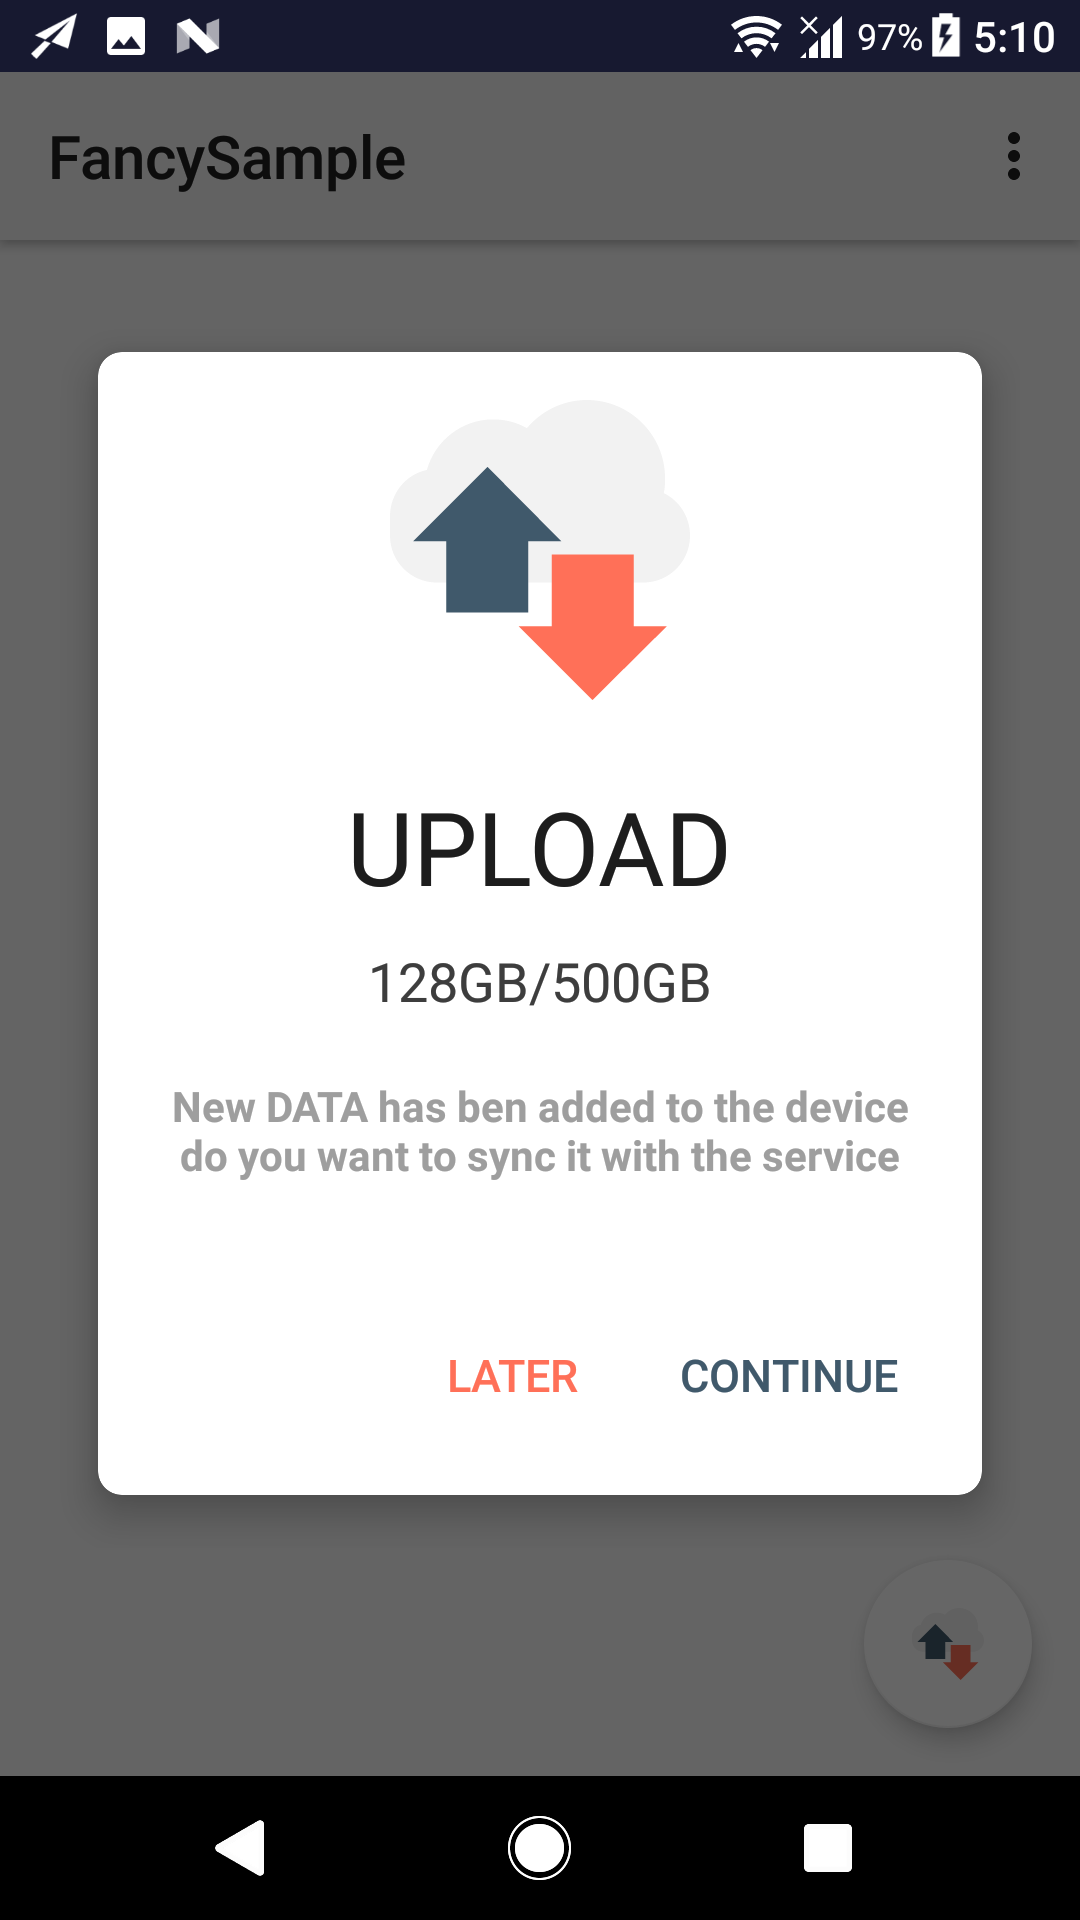 97% 5:10
FancySample
UPLOAD
128GB/500GB
New DATA has ben added to the device
do you want to sync it with the service
LATER CONTINUE